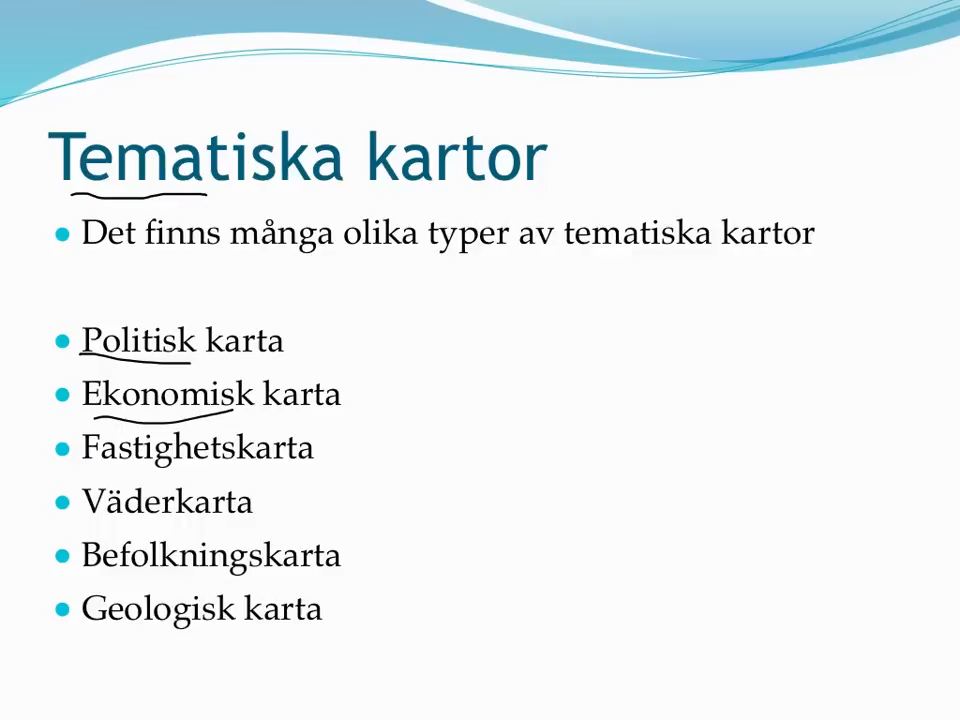 Tematiska kartor
Det finns många olika typer av tematiska kartor
Politisk karta
Ekonomisk karta
Fastighetskarta
Väderkarta
Befolkningskarta
Geologisk karta